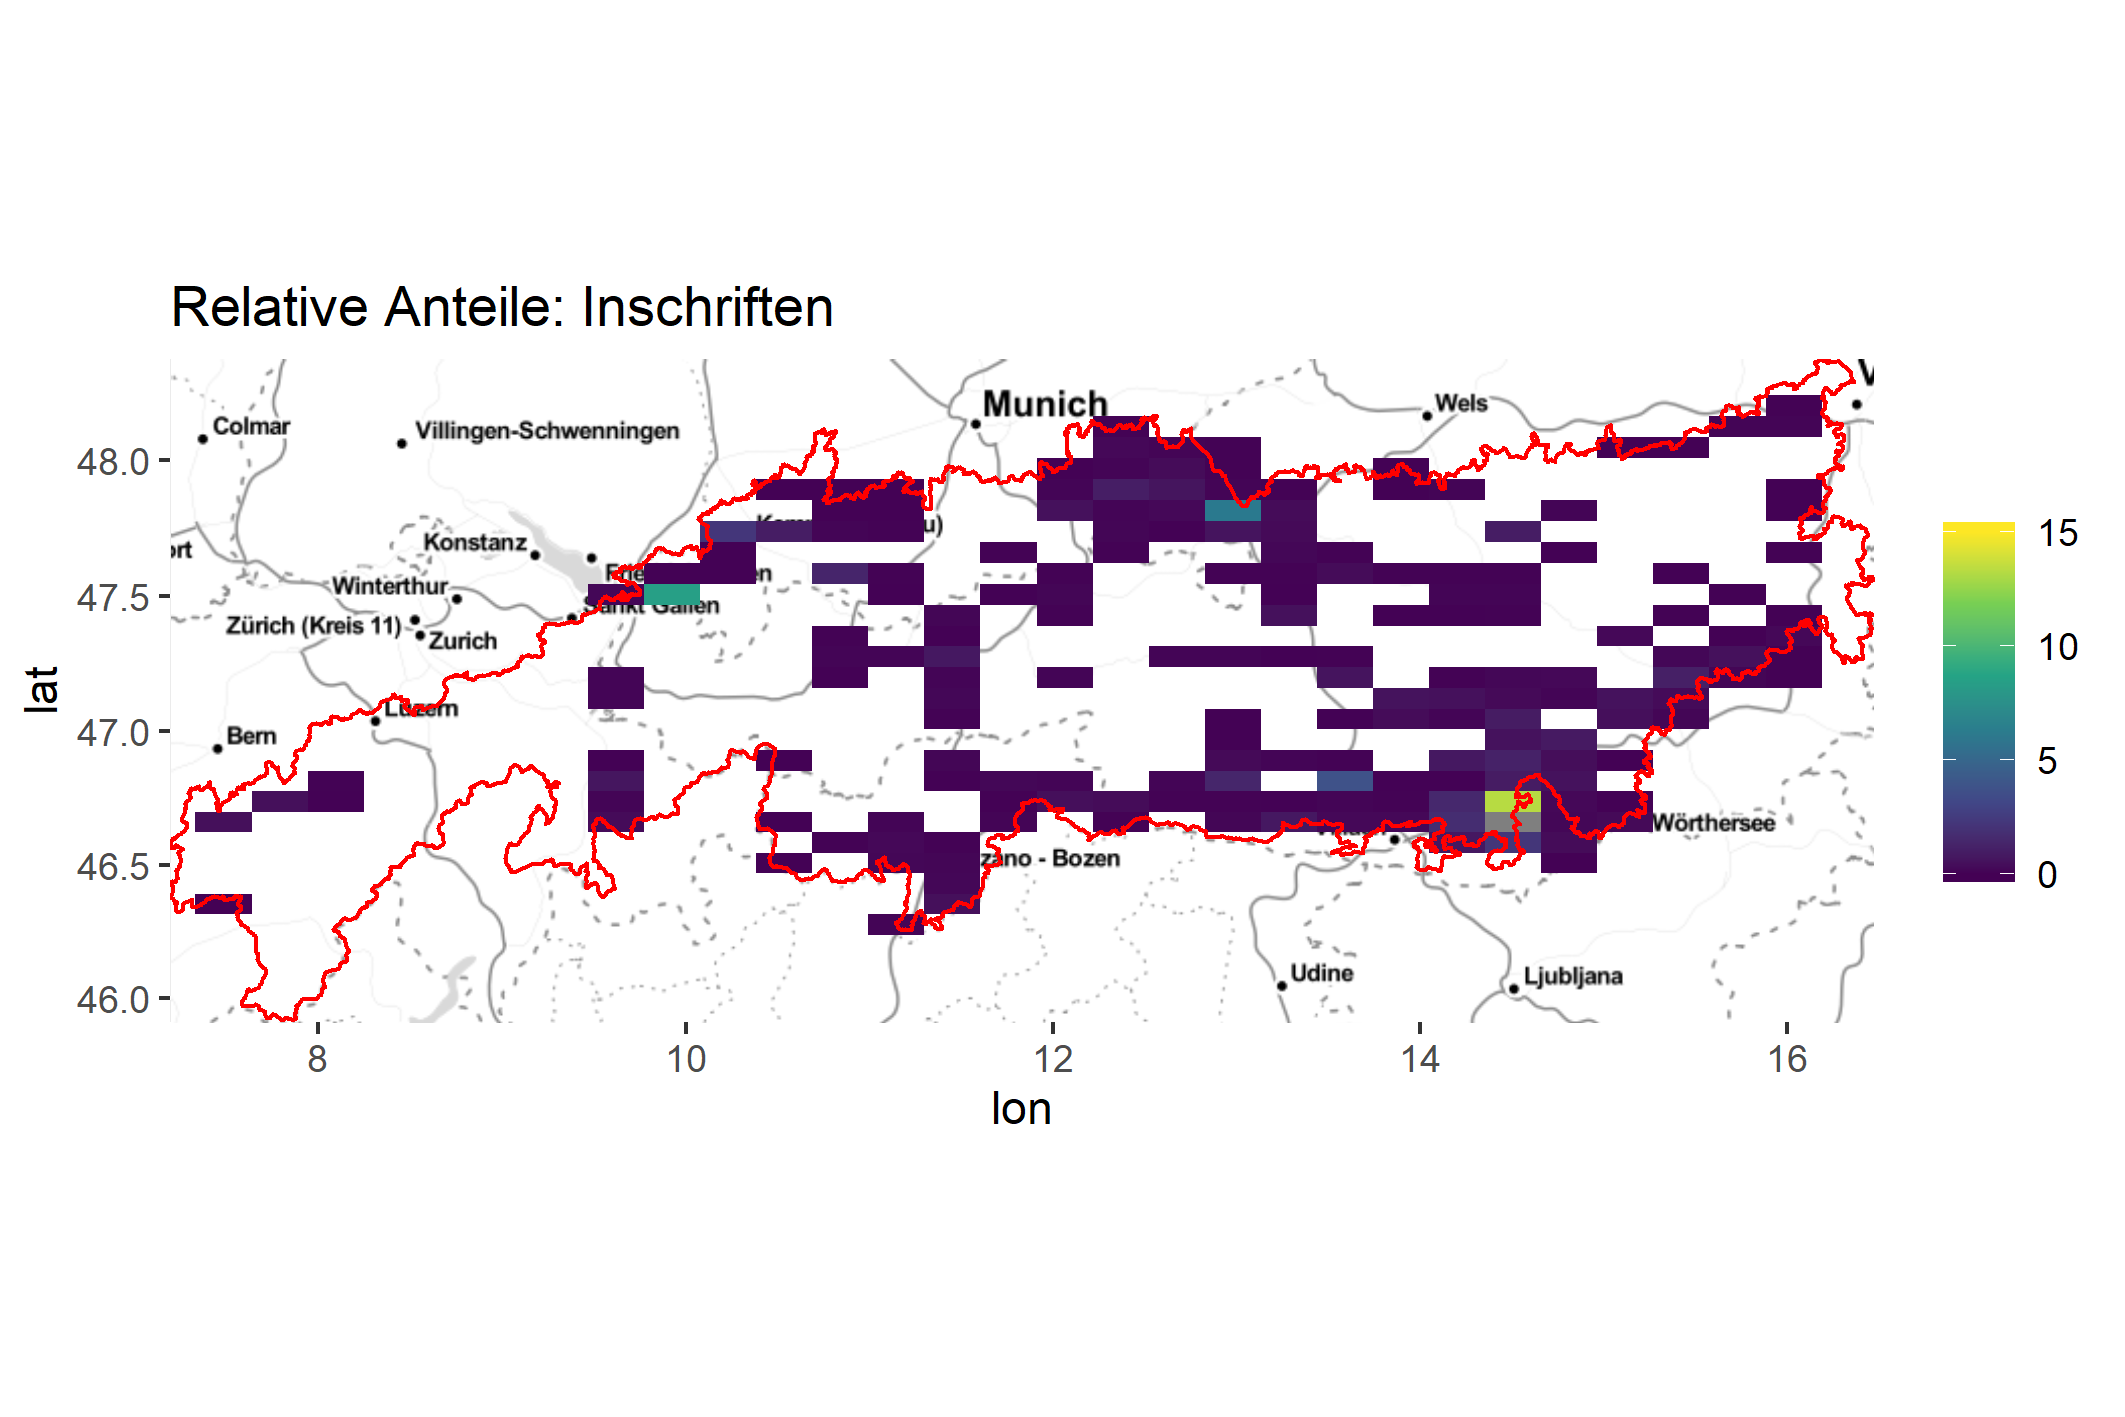 Relative Anteile: Inschriften
Munich
Wels
Colmar
Villingen-Schwenningen
Konstanz
Winterthur
Sankt Gallen
Zürich (Kreis 11)
Zurich
Luzern
Bern
Wörthersee
zano - Bozen
Udine
Ljubljana
48.0
47.5
47.0
46.5
46.0
lat
8
10
12
14
16
lon
15
10
5
0